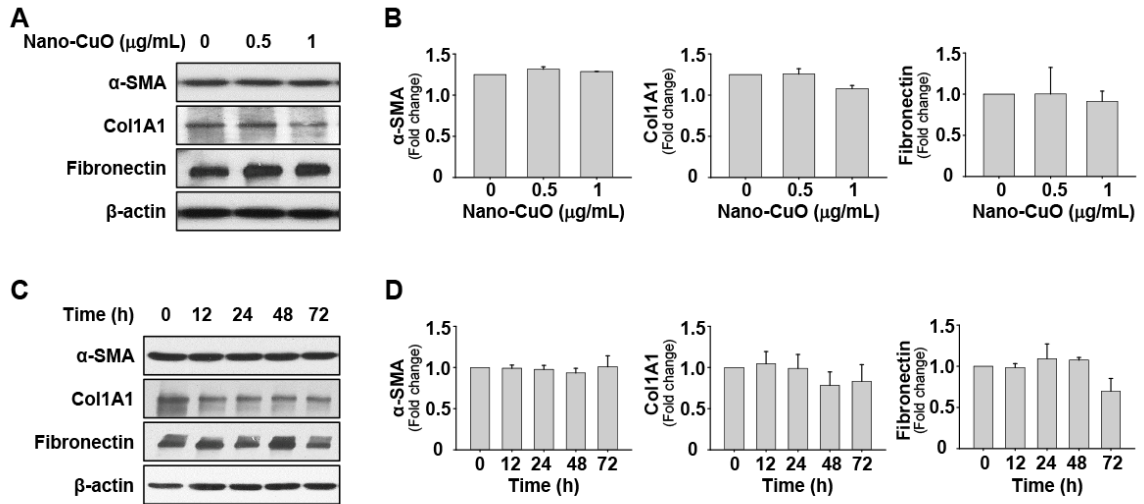 A
Nano-CuO (μg/mL) 0 0.5 1
α-SMA
Col1A1
Fibronectin
β-actin
B
α-SMA
(Fold change)
1.5
1.0
0.5
0
0 0.5 1
Nano-CuO (μg/mL)
Col1A1
(Fold change)
1.5
1.0
0.5
0
0 0.5 1
Nano-CuO (μg/mL)
Fibronectin
(Fold change)
1.5
1.0
0.5
0
0 0.5 1
Nano-CuO (μg/mL)
C
Time (h) 0 12 24 48 72
α-SMA
Col1A1
Fibronectin
β-actin
D
α-SMA
(Fold change)
1.5
1.0
0.5
0
0 12 24 48 72
Time (h)
Col1A1
(Fold change)
1.5
1.0
0.5
0
0 12 24 48 72
Time (h)
Fibronectin
(Fold change)
1.5
1.0
0.5
0
0 12 24 48 72
Time (h)